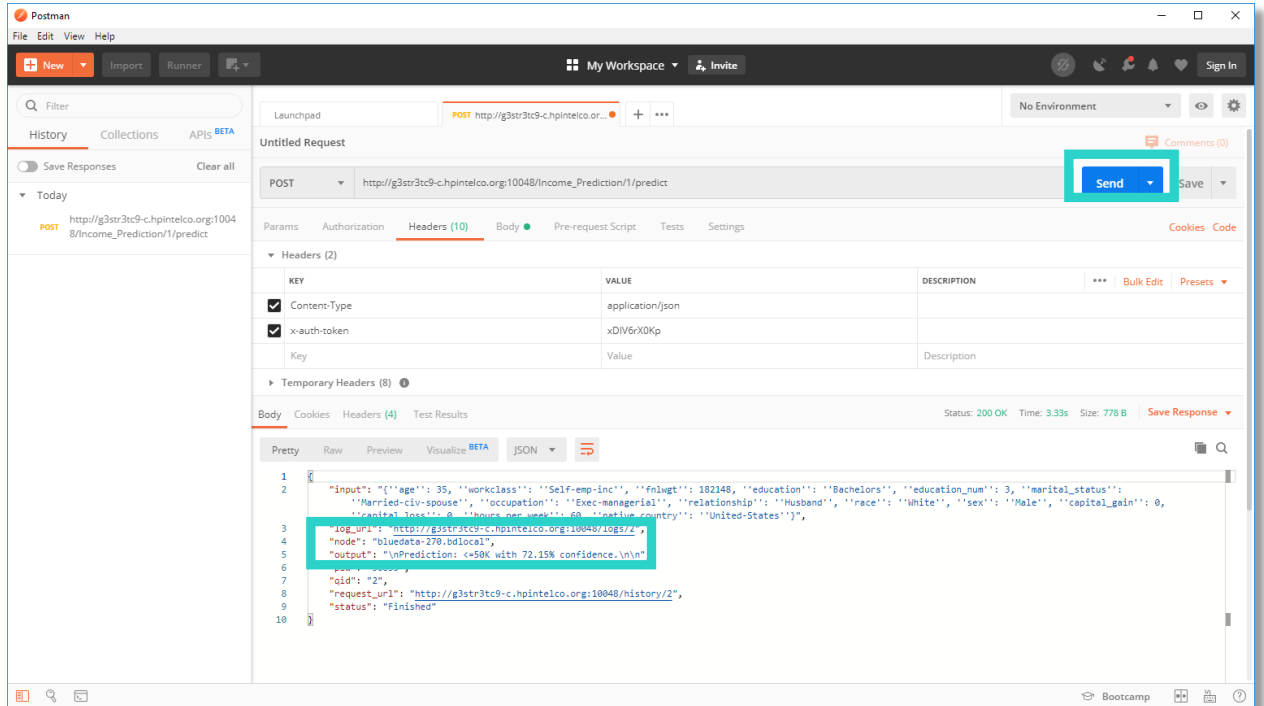 Postman
File Edit View Help
New Import Runner My Workspace Invite Sign In
Filter
History Collections APIs BETA
Save Responses Clear all
Today
POST http://g3str3tc9-c.hpintelco.org:1004
8/Income_Prediction/1/predict
Launchpad POST http://g3str3tc9-c.hpintelco.or... No Environment
Untitled Request Comments (0)
POST http://g3str3tc9-c.hpintelco.org:10048/Income_Prediction/1/predict Send Save
Params Authorization Headers (10) Body Pre-request Script Tests Settings Cookies Code
Headers (2)
KEY VALUE DESCRIPTION Bulk Edit Presets
Content-Type application/json
x-auth-token xDIV6rX0Kp
Key Value Description
Temporary Headers (8)
Body Cookies Headers (4) Test Results Status: 200 OK Time: 3.33s Size: 778 B Save Response
Pretty Raw Preview Visualize BETA JSON
1 {
2 "input": "{''age'': 35, ''workclass'': ''Self-emp-inc'', ''fnlwgt'': 182148, ''education'': ''Bachelors'', ''education_num'': 3, ''marital_status'':
''Married-civ-spouse'', ''occupation'': ''Exec-managerial'', ''relationship'': ''Husband'', ''race'': ''White'', ''sex'': ''Male'', ''capital_gain'': 0,
''capital_loss'': 0, ''hours_per_week'': 60, ''native_country'': ''United-States''}",
3 "log_url": "http://g3str3tc9-c.hpintelco.org:10048/logs/2",
4 "node": "bluedata-270.bdlocal",
5 "output": "\nPrediction: <=50K with 72.15% confidence.\n\n"
6
7 "qid": "2",
8 "request_url": "http://g3str3tc9-c.hpintelco.org:10048/history/2",
9 "status": "Finished"
10 }
Bootcamp